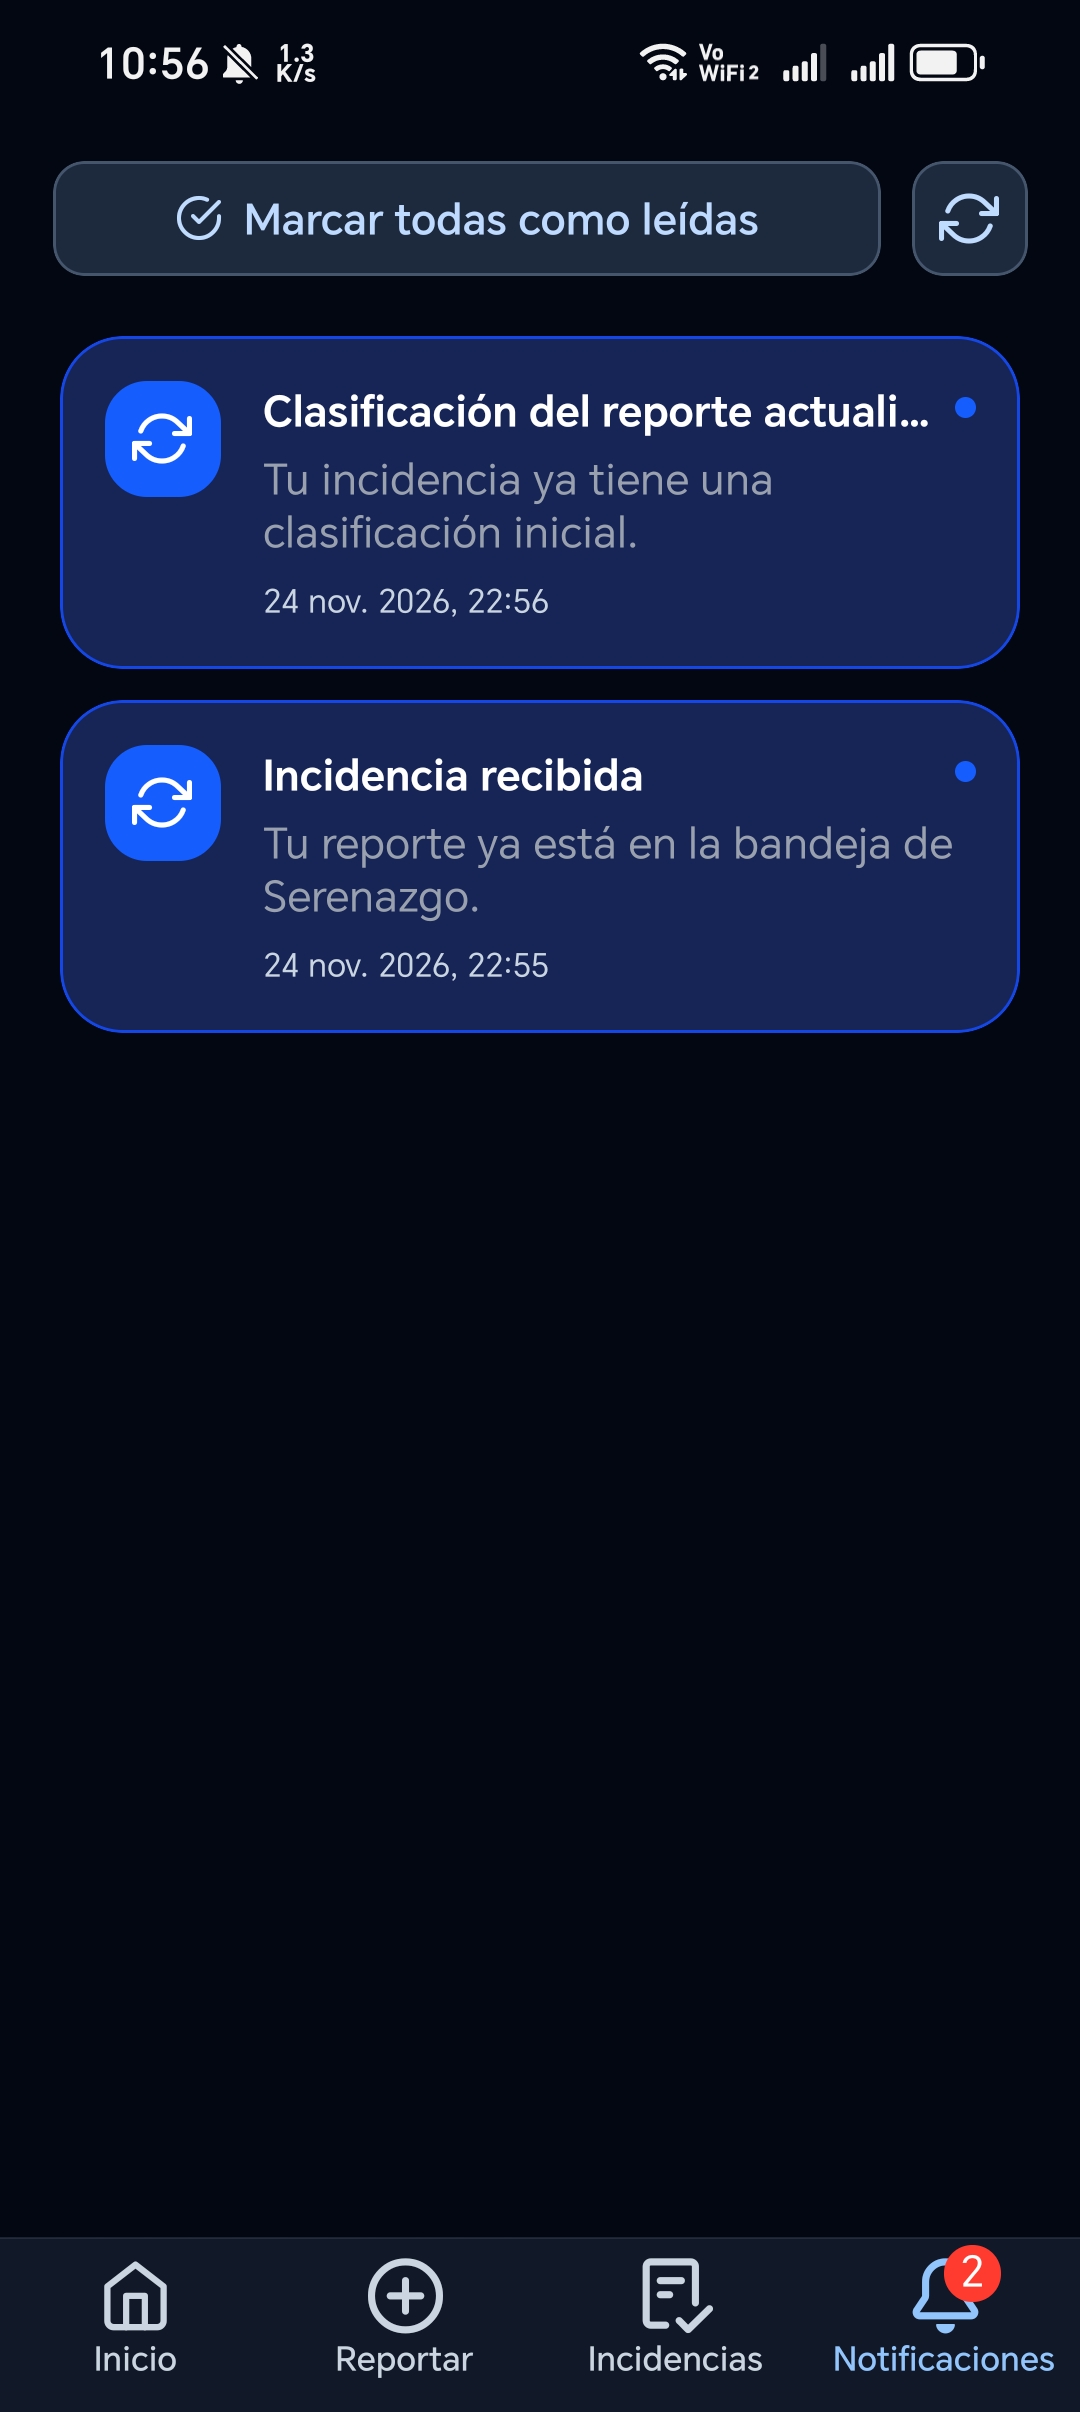 10:56 1.3 K/s Vo WiFi 2
Marcar todas como leídas
Clasificación del reporte actuali...
Tu incidencia ya tiene una
clasificación inicial.
24 nov. 2026, 22:56
Incidencia recibida
Tu reporte ya está en la bandeja de
Serenazgo.
24 nov. 2026, 22:55
2
Inicio Reportar Incidencias Notificaciones